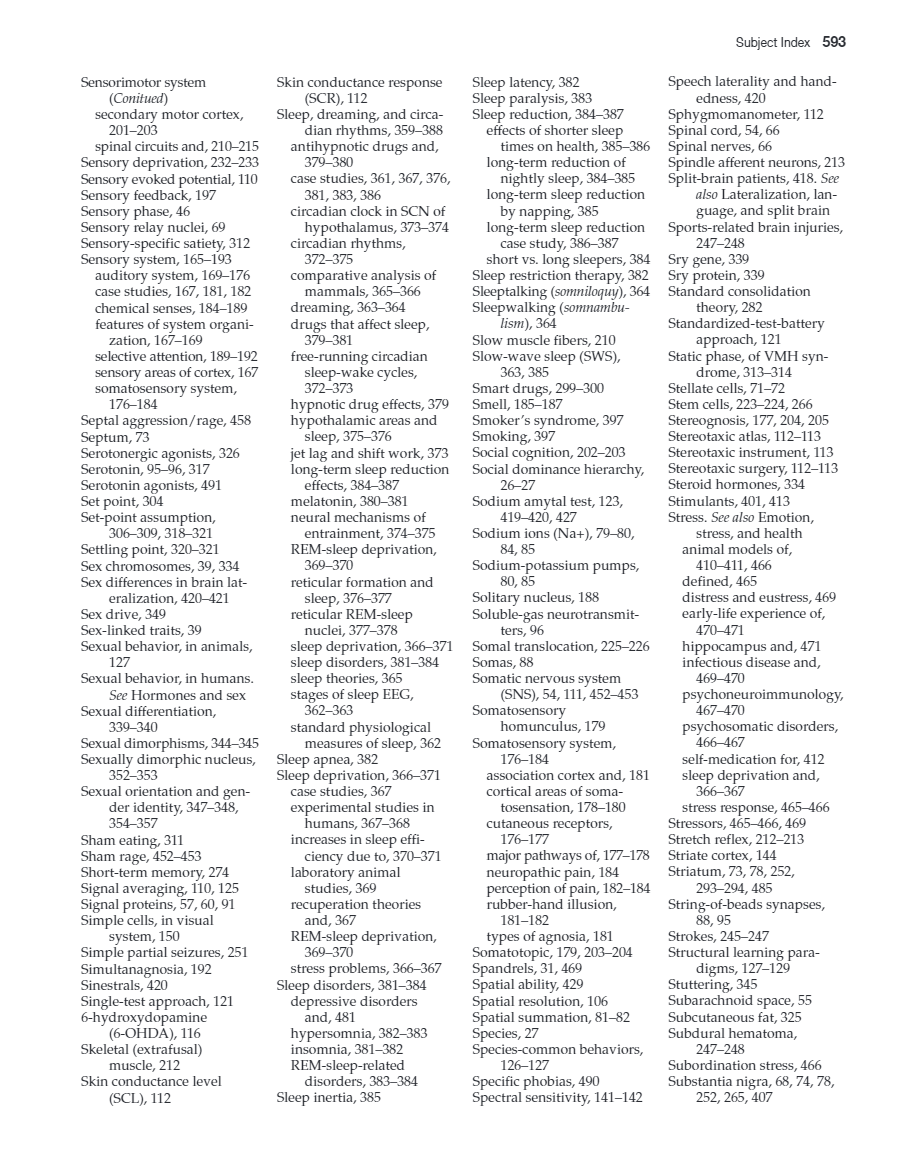 Subject Index 593
Sensorimotor system
(Conitued)
secondary motor cortex,
201–203
spinal circuits and, 210–215
Sensory deprivation, 232–233
Sensory evoked potential, 110
Sensory feedback, 197
Sensory phase, 46
Sensory relay nuclei, 69
Sensory-specific satiety, 312
Sensory system, 165–193
auditory system, 169–176
case studies, 167, 181, 182
chemical senses, 184–189
features of system organi-
zation, 167–169
selective attention, 189–192
sensory areas of cortex, 167
somatosensory system,
176–184
Septal aggression/rage, 458
Septum, 73
Serotonergic agonists, 326
Serotonin, 95–96, 317
Serotonin agonists, 491
Set point, 304
Set-point assumption,
306–309, 318–321
Settling point, 320–321
Sex chromosomes, 39, 334
Sex differences in brain lat-
eralization, 420–421
Sex drive, 349
Sex-linked traits, 39
Sexual behavior, in animals,
127
Sexual behavior, in humans.
See Hormones and sex
Sexual differentiation,
339–340
Sexual dimorphisms, 344–345
Sexually dimorphic nucleus,
352–353
Sexual orientation and gen-
der identity, 347–348,
354–357
Sham eating, 311
Sham rage, 452–453
Short-term memory, 274
Signal averaging, 110, 125
Signal proteins, 57, 60, 91
Simple cells, in visual
system, 150
Simple partial seizures, 251
Simultanagnosia, 192
Sinestrals, 420
Single-test approach, 121
6-hydroxydopamine
(6-OHDA), 116
Skeletal (extrafusal)
muscle, 212
Skin conductance level
(SCL), 112
Skin conductance response
(SCR), 112
Sleep, dreaming, and circa-
dian rhythms, 359–388
antihypnotic drugs and,
379–380
case studies, 361, 367, 376,
381, 383, 386
circadian clock in SCN of
hypothalamus, 373–374
circadian rhythms,
372–375
comparative analysis of
mammals, 365–366
dreaming, 363–364
drugs that affect sleep,
379–381
free-running circadian
sleep-wake cycles,
372–373
hypnotic drug effects, 379
hypothalamic areas and
sleep, 375–376
jet lag and shift work, 373
long-term sleep reduction
effects, 384–387
melatonin, 380–381
neural mechanisms of
entrainment, 374–375
REM-sleep deprivation,
369–370
reticular formation and
sleep, 376–377
reticular REM-sleep
nuclei, 377–378
sleep deprivation, 366–371
sleep disorders, 381–384
sleep theories, 365
stages of sleep EEG,
362–363
standard physiological
measures of sleep, 362
Sleep apnea, 382
Sleep deprivation, 366–371
case studies, 367
experimental studies in
humans, 367–368
increases in sleep effi-
ciency due to, 370–371
laboratory animal
studies, 369
recuperation theories
and, 367
REM-sleep deprivation,
369–370
stress problems, 366–367
Sleep disorders, 381–384
depressive disorders
and, 481
hypersomnia, 382–383
insomnia, 381–382
REM-sleep-related
disorders, 383–384
Sleep inertia, 385
Sleep latency, 382
Sleep paralysis, 383
Sleep reduction, 384–387
effects of shorter sleep
times on health, 385–386
long-term reduction of
nightly sleep, 384–385
long-term sleep reduction
by napping, 385
long-term sleep reduction
case study, 386–387
short vs. long sleepers, 384
Sleep restriction therapy, 382
Sleeptalking (somniloquy), 364
Sleepwalking (somnambu-
lism), 364
Slow muscle fibers, 210
Slow-wave sleep (SWS),
363, 385
Smart drugs, 299–300
Smell, 185–187
Smoker's syndrome, 397
Smoking, 397
Social cognition, 202–203
Social dominance hierarchy,
26–27
Sodium amytal test, 123,
419–420, 427
Sodium ions (Na+), 79–80,
84, 85
Sodium-potassium pumps,
80, 85
Solitary nucleus, 188
Soluble-gas neurotransmit-
ters, 96
Somal translocation, 225–226
Somas, 88
Somatic nervous system
(SNS), 54, 111, 452–453
Somatosensory
homunculus, 179
Somatosensory system,
176–184
association cortex and, 181
cortical areas of soma-
tosensation, 178–180
cutaneous receptors,
176–177
major pathways of, 177–178
neuropathic pain, 184
perception of pain, 182–184
rubber-hand illusion,
181–182
types of agnosia, 181
Somatotopic, 179, 203–204
Spandrels, 31, 469
Spatial ability, 429
Spatial resolution, 106
Spatial summation, 81–82
Species, 27
Species-common behaviors,
126–127
Specific phobias, 490
Spectral sensitivity, 141–142
Speech laterality and hand-
edness, 420
Sphygmomanometer, 112
Spinal cord, 54, 66
Spinal nerves, 66
Spindle afferent neurons, 213
Split-brain patients, 418. See
also Lateralization, lan-
guage, and split brain
Sports-related brain injuries,
247–248
Sry gene, 339
Sry protein, 339
Standard consolidation
theory, 282
Standardized-test-battery
approach, 121
Static phase, of VMH syn-
drome, 313–314
Stellate cells, 71–72
Stem cells, 223–224, 266
Stereognosis, 177, 204, 205
Stereotaxic atlas, 112–113
Stereotaxic instrument, 113
Stereotaxic surgery, 112–113
Steroid hormones, 334
Stimulants, 401, 413
Stress. See also Emotion,
stress, and health
animal models of,
410–411, 466
defined, 465
distress and eustress, 469
early-life experience of,
470–471
hippocampus and, 471
infectious disease and,
469–470
psychoneuroimmunology,
467–470
psychosomatic disorders,
466–467
self-medication for, 412
sleep deprivation and,
366–367
stress response, 465–466
Stressors, 465–466, 469
Stretch reflex, 212–213
Striate cortex, 144
Striatum, 73, 78, 252,
293–294, 485
String-of-beads synapses,
88, 95
Strokes, 245–247
Structural learning para-
digms, 127–129
Stuttering, 345
Subarachnoid space, 55
Subcutaneous fat, 325
Subdural hematoma,
247–248
Subordination stress, 466
Substantia nigra, 68, 74, 78,
252, 265, 407